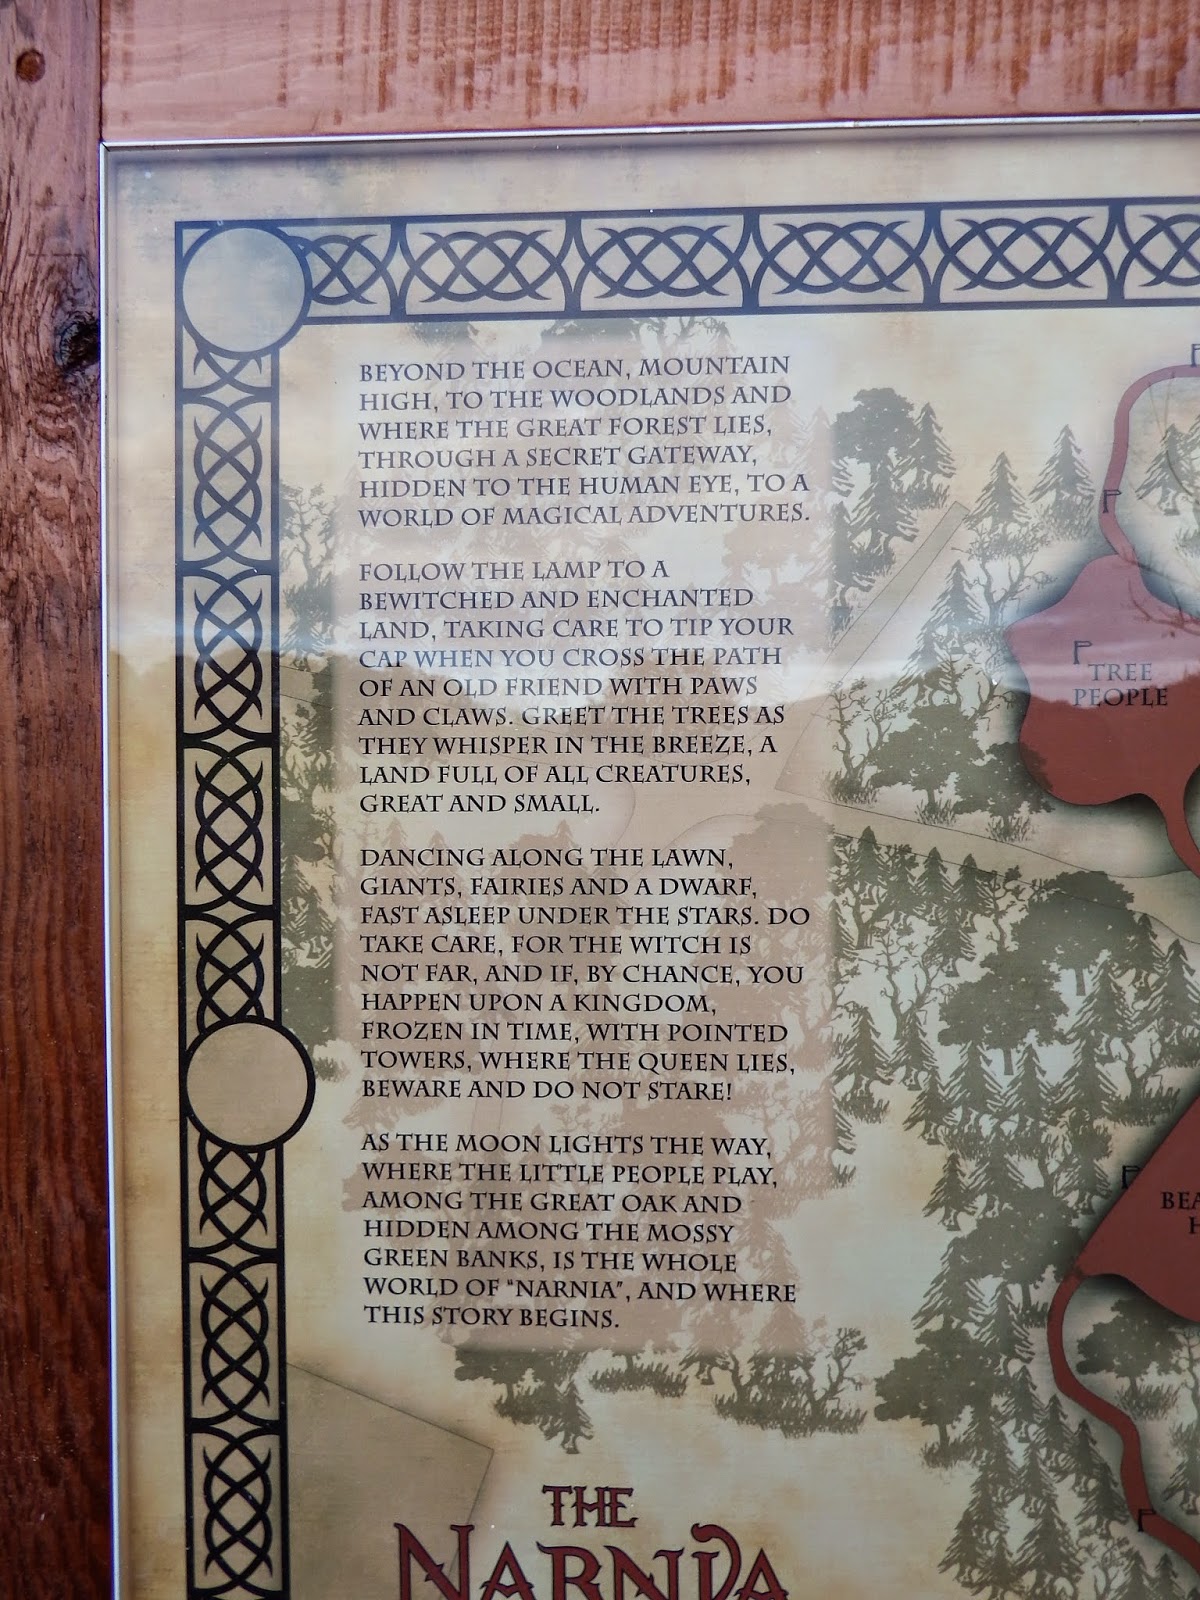 BEYOND THE OCEAN, MOUNTAIN
HIGH, TO THE WOODLANDS AND
WHERE THE GREAT FOREST LIES,
THROUGH A SECRET GATEWAY,
HIDDEN TO THE HUMAN EYE, TO A
WORLD OF MAGICAL ADVENTURES.
FOLLOW THE LAMP TO A
BEWITCHED AND ENCHANTED
LAND, TAKING CARE TO TIP YOUR
CAP WHEN YOU CROSS THE PATH
OF AN OLD FRIEND WITH PAWS
AND CLAWS. GREET THE TREES AS
THEY WHISPER IN THE BREEZE, A
LAND FULL OF ALL CREATURES,
GREAT AND SMALL.
DANCING ALONG THE LAWN,
GIANTS, FAIRIES AND A DWARF,
FAST ASLEEP UNDER THE STARS. DO
TAKE CARE, FOR THE WITCH IS
NOT FAR, AND IF, BY CHANCE, YOU
HAPPEN UPON A KINGDOM,
FROZEN IN TIME, WITH POINTED
TOWERS, WHERE THE QUEEN LIES,
BEWARE AND DO NOT STARE!
AS THE MOON LIGHTS THE WAY,
WHERE THE LITTLE PEOPLE PLAY,
AMONG THE GREAT OAK AND
HIDDEN AMONG THE MOSSY
GREEN BANKS, IS THE WHOLE
WORLD OF "NARNIA", AND WHERE
THIS STORY BEGINS.
THE
NARNIA
TREE
PEOPLE